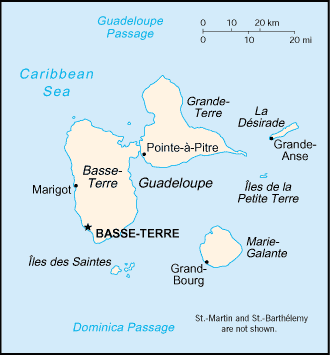 Guadeloupe
Passage
0 10 20 km
0 10 20 mi
Caribbean
Sea
Grande-
Terre
La
Désirade
Pointe-à-Pitre
Grande-
Anse
Basse-
Terre
Guadeloupe
Marigot
Îles de la
Petite Terre
BASSE-TERRE
Marie-
Galante
Îles des Saintes
Grand-
Bourg
St.-Martin and St.-Barthélemy
are not shown.
Dominica Passage